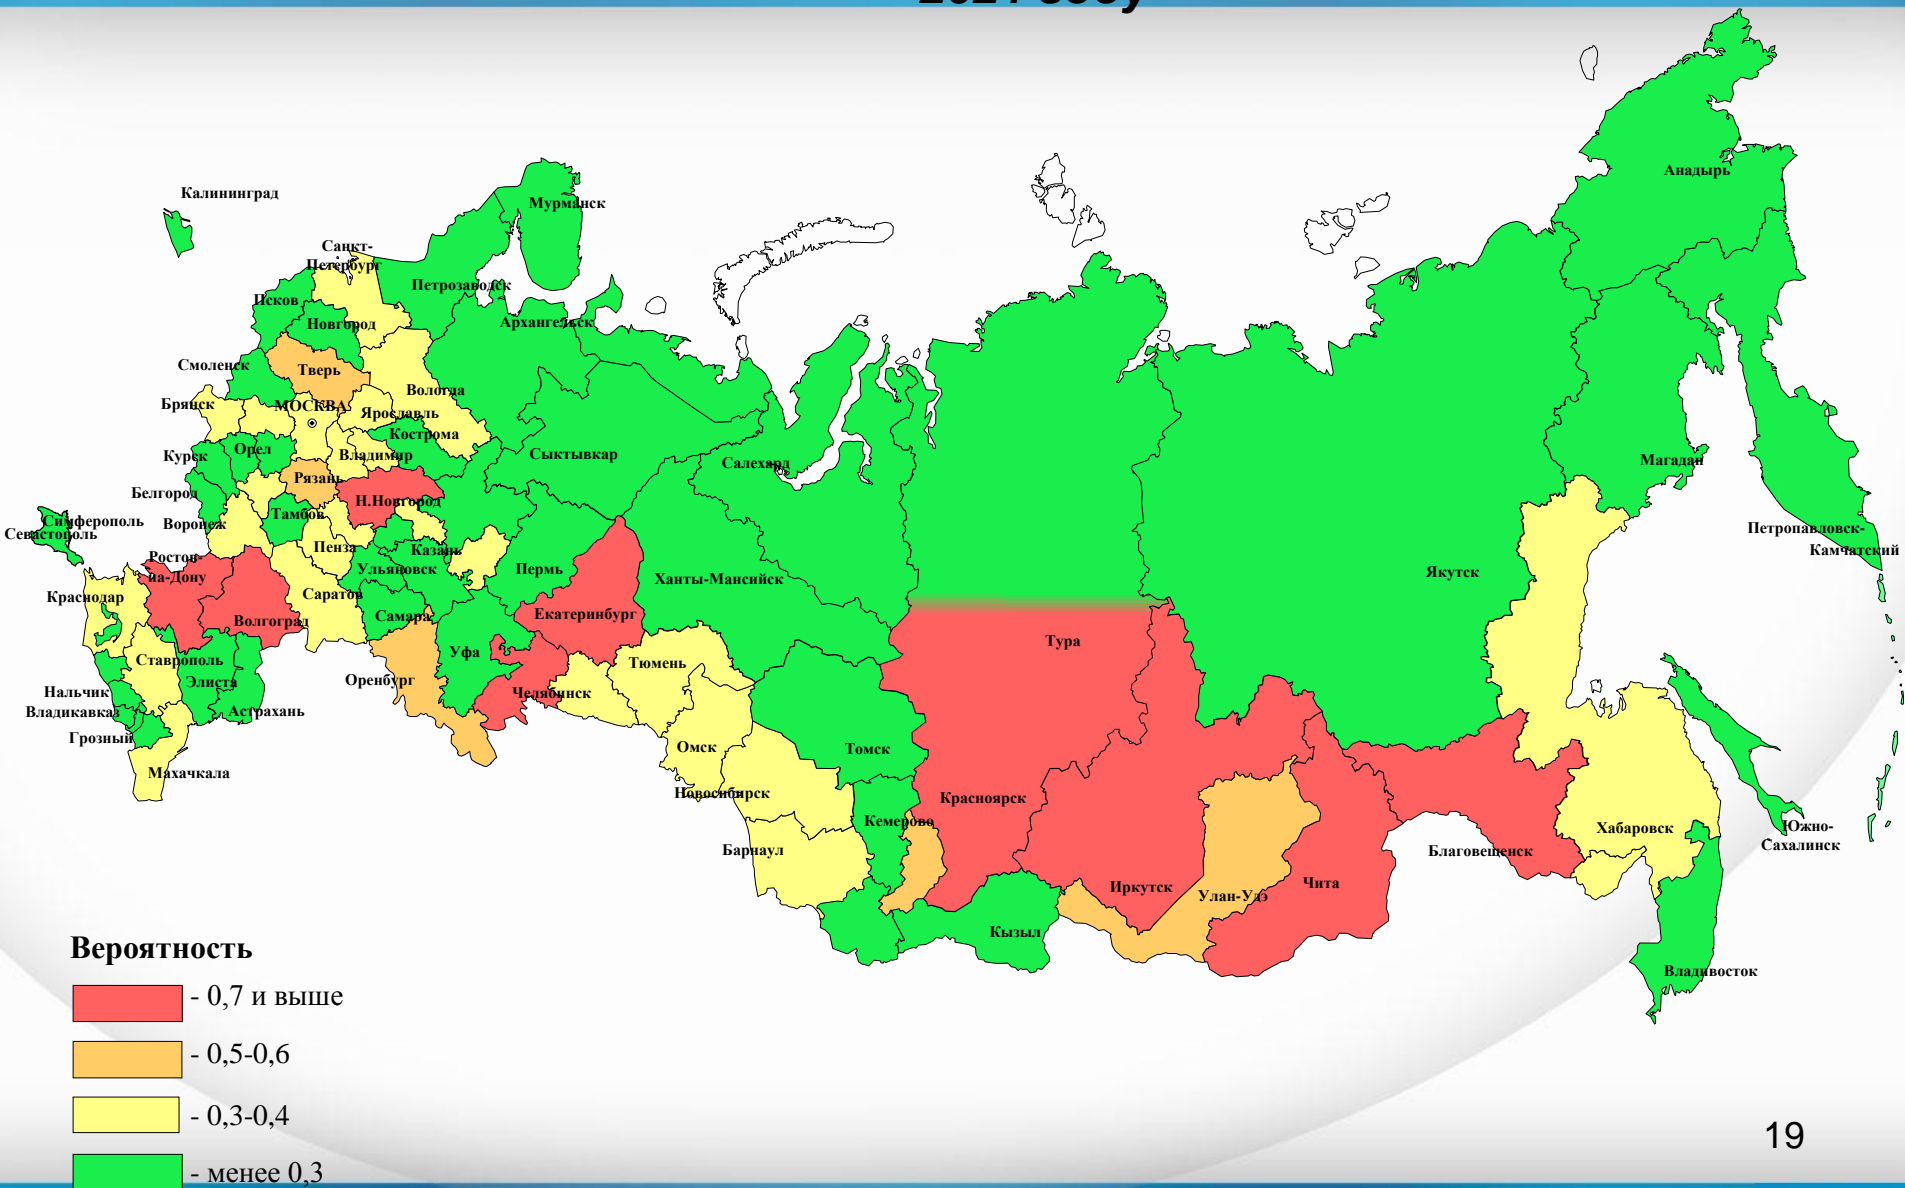 Калининград
Мурманск
Анадырь
Санкт-
Петербург
Петрозаводск
Псков
Новгород
Архангельск
Смоленск
Тверь
Вологда
Брянск
МОСКВА
Ярославль
Кострома
Курск
Орел
Владимир
Сыктывкар
Салехард
Магадан
Рязань
Белгород
Н.Новгород
Симферополь
Севастополь
Воронеж
Тамбов
Петропавловск-
Камчатский
Ростов-
на-Дону
Пенза
Казань
Ульяновск
Пермь
Ханты-Мансийск
Якутск
Краснодар
Саратов
Волгоград
Самара
Екатеринбург
Тура
Ставрополь
Уфа
Тюмень
Элиста
Оренбург
Челябинск
Нальчик
Владикавказ
Астрахань
Грозный
Омск
Томск
Махачкала
Новосибирск
Красноярск
Кемерово
Барнаул
Хабаровск
Южно-
Сахалинск
Благовещенск
Иркутск
Улан-Удэ
Чита
Кызыл
Владивосток
Вероятность
- 0,7 и выше
- 0,5-0,6
- 0,3-0,4
- менее 0,3
19